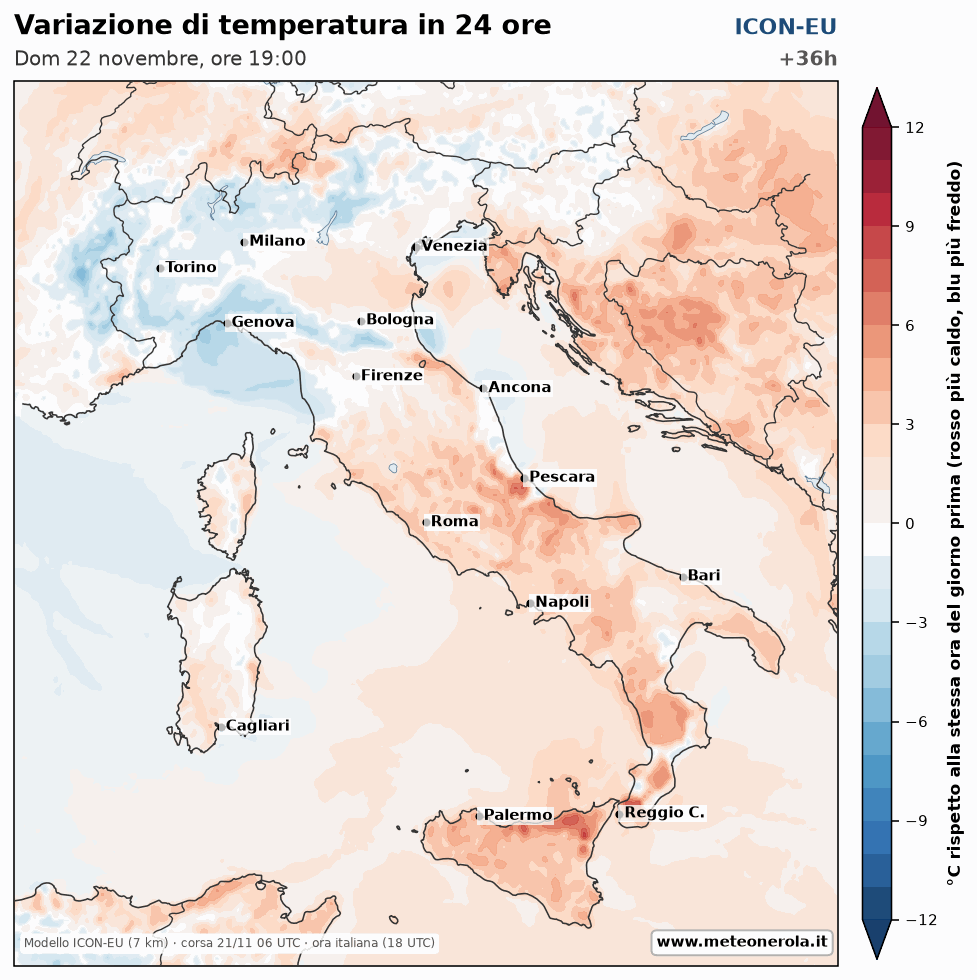 Variazione di temperatura in 24 ore
ICON-EU
Dom 22 novembre, ore 19:00
+36h
Milano
Venezia
Torino
Genova
Bologna
Firenze
Ancona
Pescara
Roma
Bari
Napoli
Cagliari
Palermo
Reggio C.
12
9
6
3
0
−3
−6
−9
−12
°C rispetto alla stessa ora del giorno prima (rosso più caldo, blu più freddo)
Modello ICON-EU (7 km) · corsa 21/11 06 UTC · ora italiana (18 UTC)
www.meteonerola.it